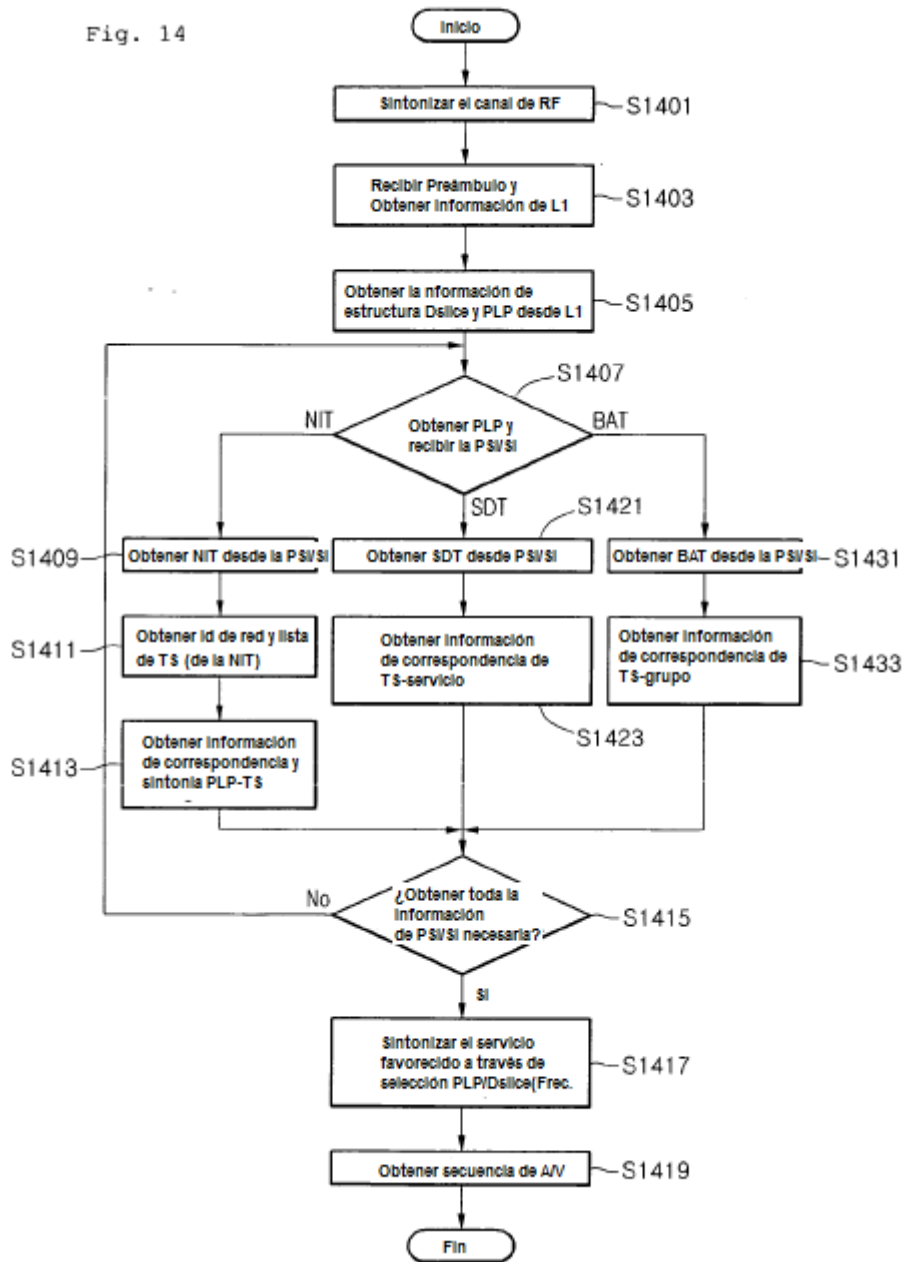 Fig. 14
Inicio
Sintonizar el canal de RF
S1401
Recibir Preámbulo y
Obtener información de L1
S1403
Obtener la nformación de
estructura Dslice y PLP desde L1
S1405
S1407
NIT
Obtener PLP y
recibir la PSI/SI
BAT
SDT
S1421
S1409
Obtener NIT desde la PSI/SI
Obtener SDT desde PSI/SI
Obtener BAT desde la PSI/SI
S1431
S1411
Obtener id de red y lista
de TS (de la NIT)
Obtener información
de correspondencia de
TS-servicio
Obtener información
de correspondencia de
TS-grupo
S1433
S1423
S1413
Obtener información
de correspondencia y
sintonía PLP-TS
No
¿Obtener toda la
información
de PSI/SI necesaria?
S1415
SI
Sintonizar el servicio
favorecido a través de
selección PLP/Dslice(Frec.
S1417
Obtener secuencia de A/V
S1419
Fin